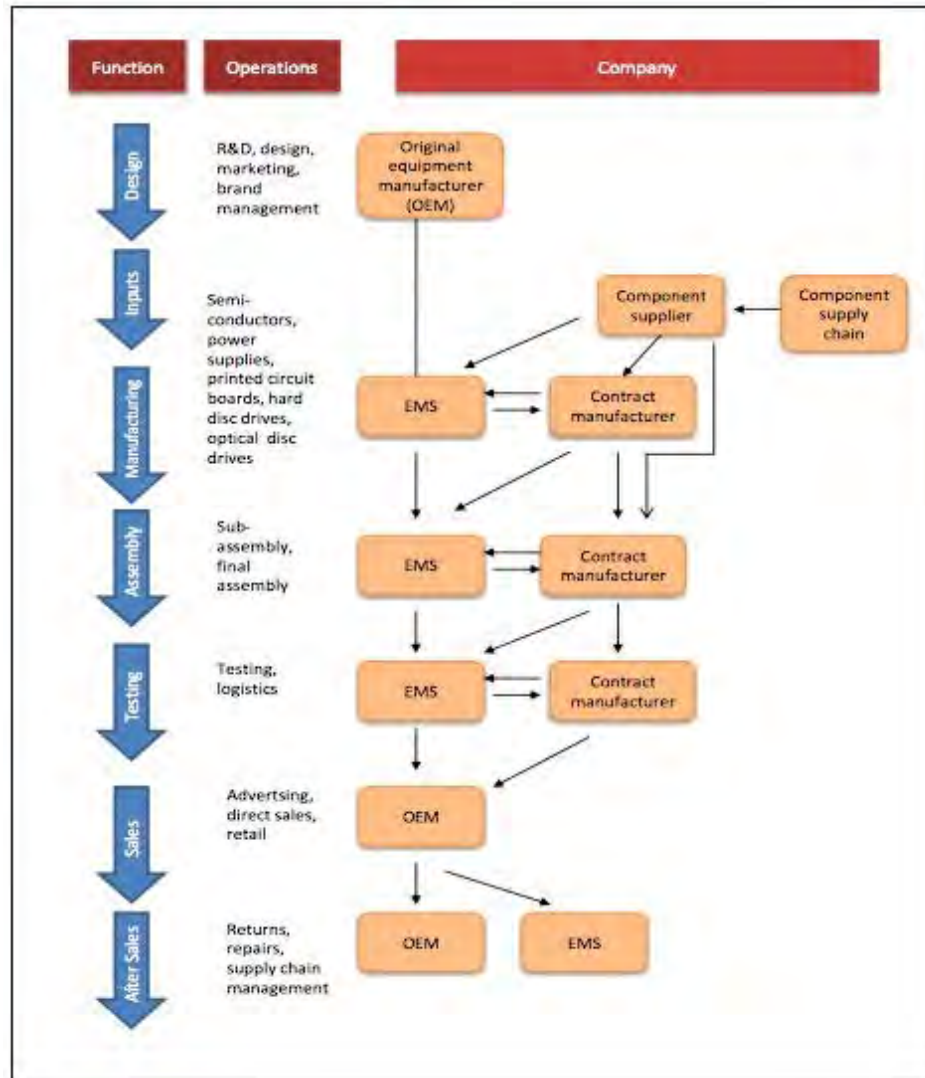 Function
Operations
Company
Design
R&D, design,
marketing,
brand
management
Original
equipment
manufacturer
(OEM)
Inputs
Semi-
conductors,
power
supplies,
printed circuit
boards, hard
disc drives,
optical disc
drives
Component
supplier
Component
supply
chain
Manufacturing
EMS
Contract
manufacturer
Assembly
Sub-
assembly,
final
assembly
EMS
Contract
manufacturer
Testing
Testing,
logistics
EMS
Contract
manufacturer
Sales
Advertsing,
direct sales,
retail
OEM
After Sales
Returns,
repairs,
supply chain
management
OEM
EMS